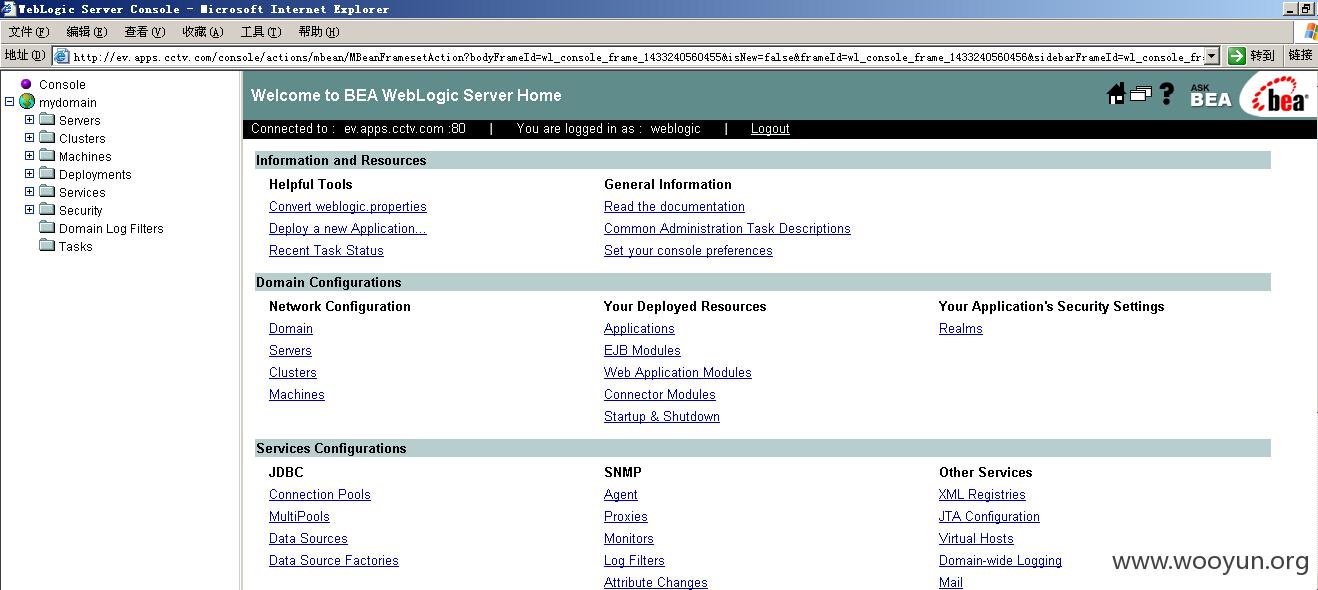 WebLogic Server Console - Microsoft Internet Explorer
文件(F) 编辑(E) 查看(V) 收藏(A) 工具(T) 帮助(H)
地址(D) http://ev.apps.cctv.com/console/actions/mbean/MBeanFramesetAction?bodyFrameId=wl_console_frame_1433240560455&isNew=false&frameId=wl_console_frame_1433240560456&sidebarFrameId=wl_console_fr 转到 链接
Console
mydomain
Servers
Clusters
Machines
Deployments
Services
Security
Domain Log Filters
Tasks
Welcome to BEA WebLogic Server Home
ASK BEA
bea
Connected to : ev.apps.cctv.com :80 | You are logged in as : weblogic | Logout
Information and Resources
Helpful Tools General Information
Convert weblogic.properties Read the documentation
Deploy a new Application... Common Administration Task Descriptions
Recent Task Status Set your console preferences
Domain Configurations
Network Configuration Your Deployed Resources Your Application's Security Settings
Domain Applications Realms
Servers EJB Modules
Clusters Web Application Modules
Machines Connector Modules
Startup & Shutdown
Services Configurations
JDBC SNMP Other Services
Connection Pools Agent XML Registries
MultiPools Proxies JTA Configuration
Data Sources Monitors Virtual Hosts
Data Source Factories Log Filters Domain-wide Logging
Attribute Changes Mail
www.wooyun.org